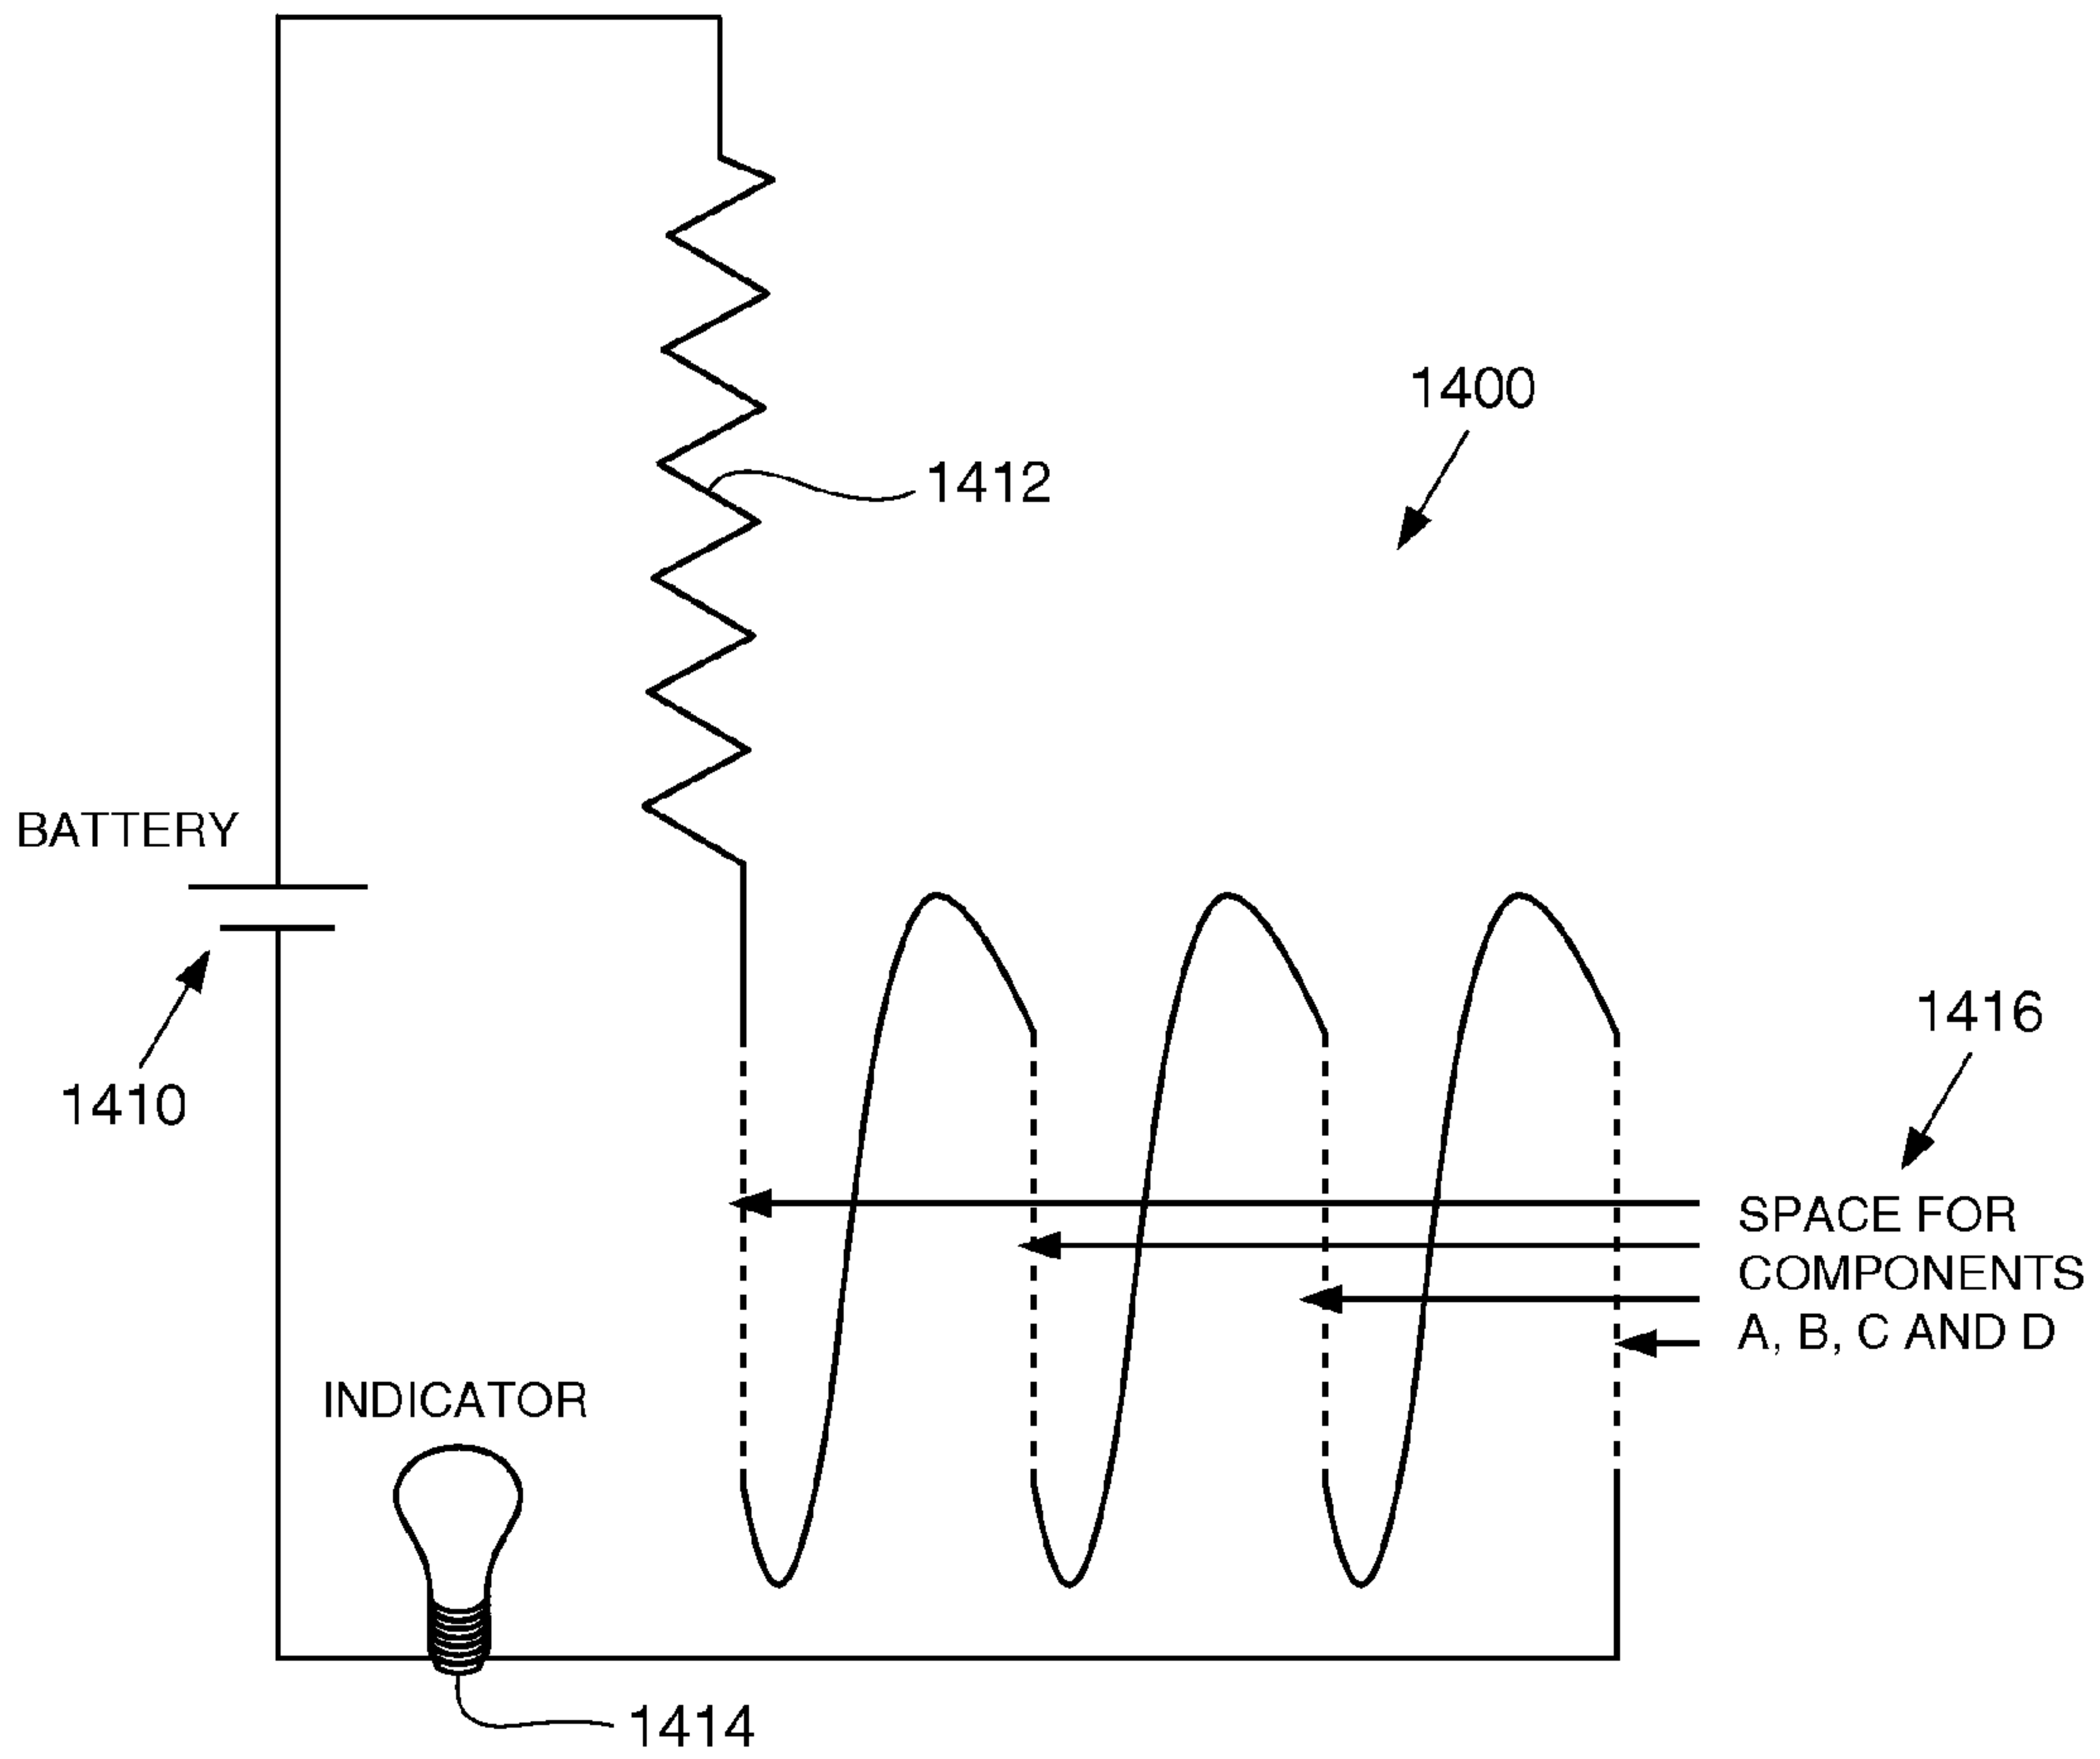 1400
1412
BATTERY
1410
1416
SPACE FOR
COMPONENTS
A, B, C AND D
INDICATOR
1414